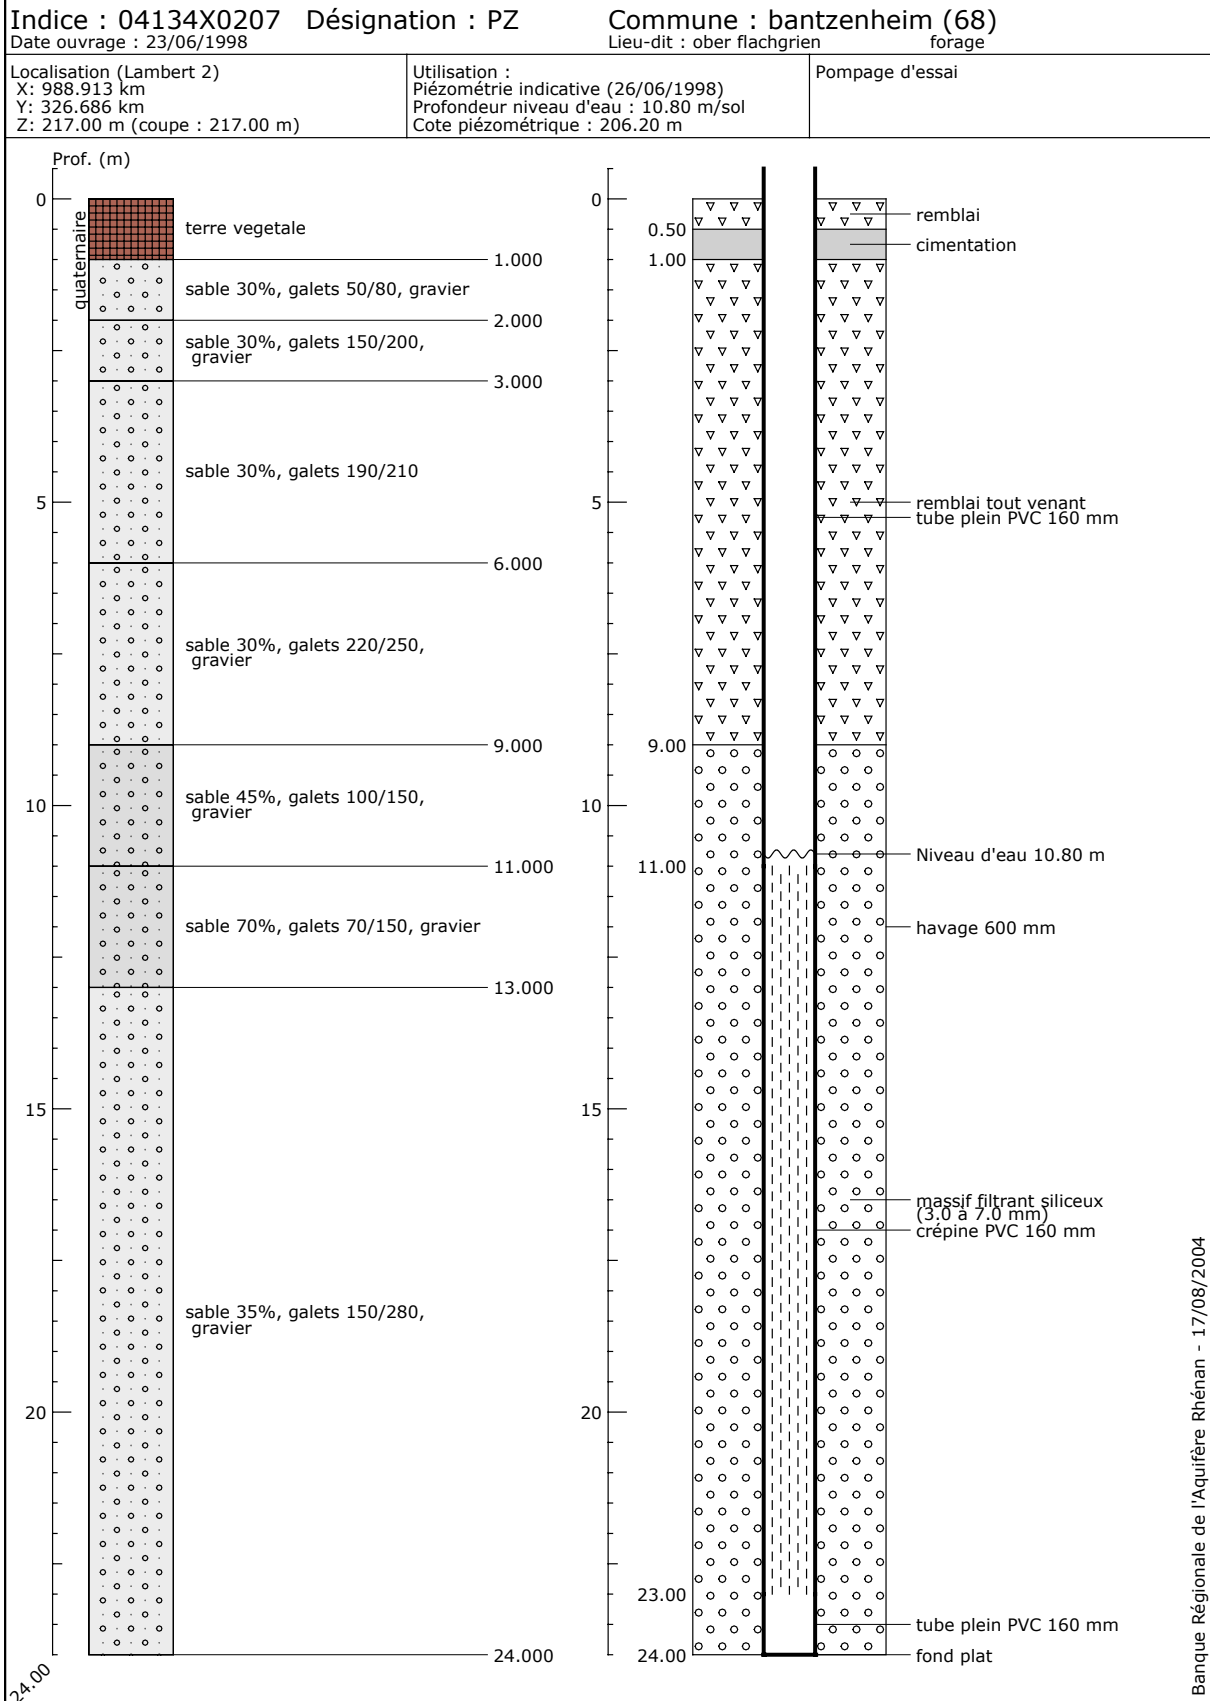 Indice : 04134X0207 Désignation : PZ Commune : bantzenheim (68)
Date ouvrage : 23/06/1998 Lieu-dit : ober flachgrien forage
Localisation (Lambert 2)
X: 988.913 km
Y: 326.686 km
Z: 217.00 m (coupe : 217.00 m)
Utilisation :
Piézométrie indicative (26/06/1998)
Profondeur niveau d'eau : 10.80 m/sol
Cote piézométrique : 206.20 m
Pompage d'essai
Prof. (m)
0
5
10
15
20
24.00
quaternaire
terre vegetale
1.000
sable 30%, galets 50/80, gravier
2.000
sable 30%, galets 150/200,
gravier
3.000
sable 30%, galets 190/210
6.000
sable 30%, galets 220/250,
gravier
9.000
sable 45%, galets 100/150,
gravier
11.000
sable 70%, galets 70/150, gravier
13.000
sable 35%, galets 150/280,
gravier
24.000
0
5
10
15
20
0.50
1.00
9.00
11.00
23.00
24.00
remblai
cimentation
remblai tout venant
tube plein PVC 160 mm
Niveau d'eau 10.80 m
havage 600 mm
massif filtrant siliceux
(3.0 à 7.0 mm)
crépine PVC 160 mm
tube plein PVC 160 mm
fond plat
Banque Régionale de l'Aquifère Rhénan - 17/08/2004